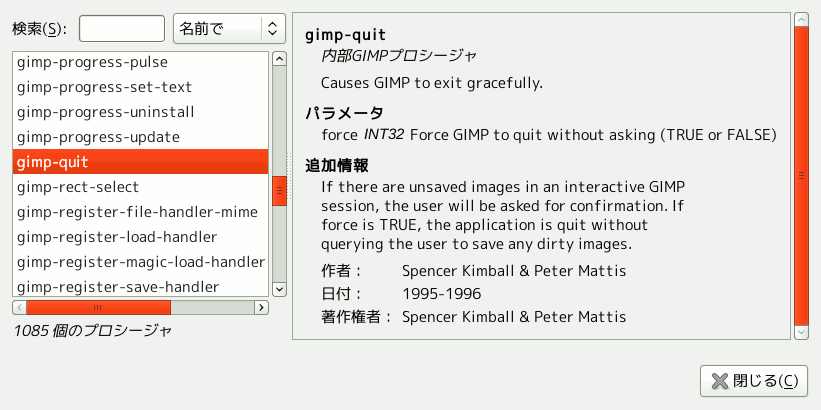 検索(S):
名前で
gimp-progress-pulse
gimp-progress-set-text
gimp-progress-uninstall
gimp-progress-update
gimp-quit
gimp-rect-select
gimp-register-file-handler-mime
gimp-register-load-handler
gimp-register-magic-load-handler
gimp-register-save-handler
1085 個のプロシージャ
gimp-quit
内部GIMPプロシージャ
Causes GIMP to exit gracefully.
パラメータ
force INT32 Force GIMP to quit without asking (TRUE or FALSE)
追加情報
If there are unsaved images in an interactive GIMP
session, the user will be asked for confirmation. If
force is TRUE, the application is quit without
querying the user to save any dirty images.
作者： Spencer Kimball & Peter Mattis
日付： 1995-1996
著作権者： Spencer Kimball & Peter Mattis
閉じる(C)